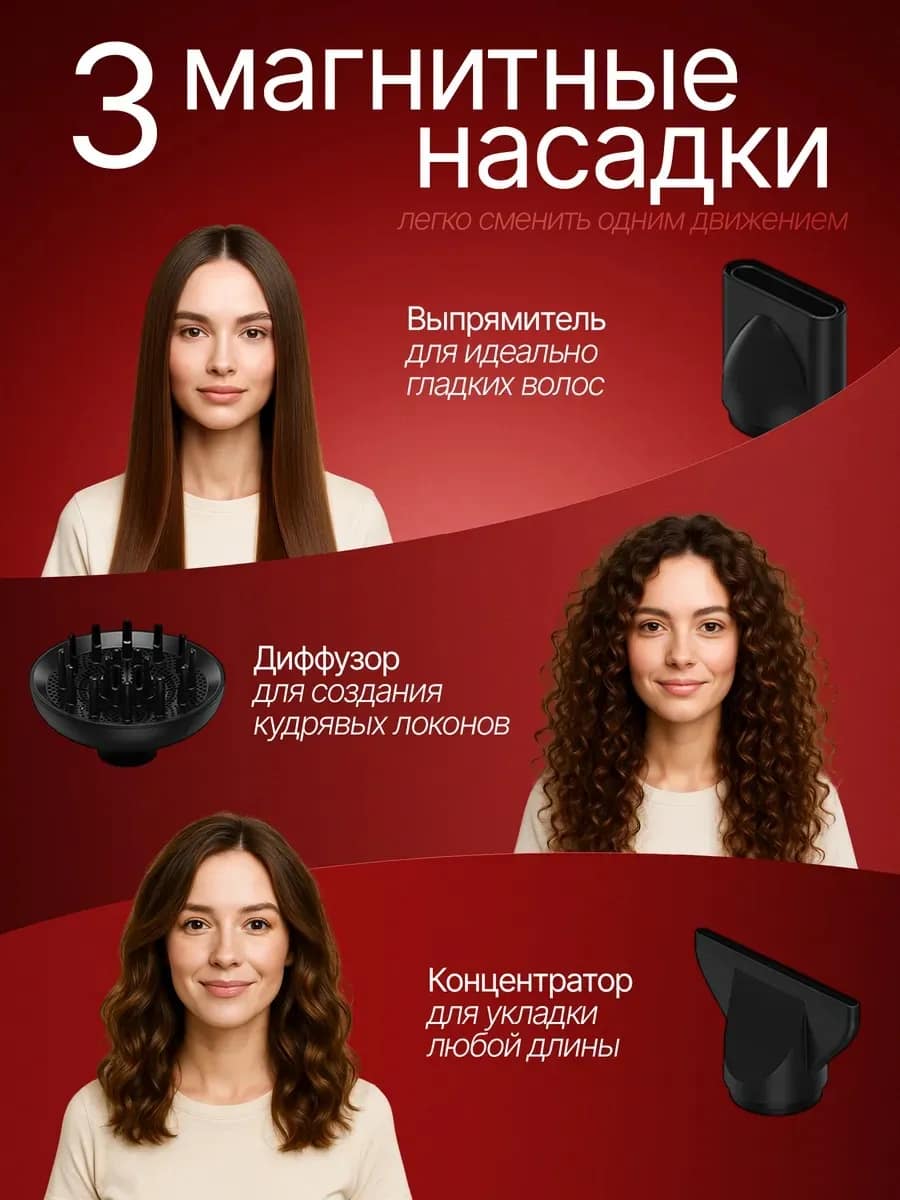 3 магнитные
насадки
легко сменить одним движением
Выпрямитель
для идеально
гладких волос
Диффузор
для создания
кудрявых локонов
Концентратор
для укладки
любой длины